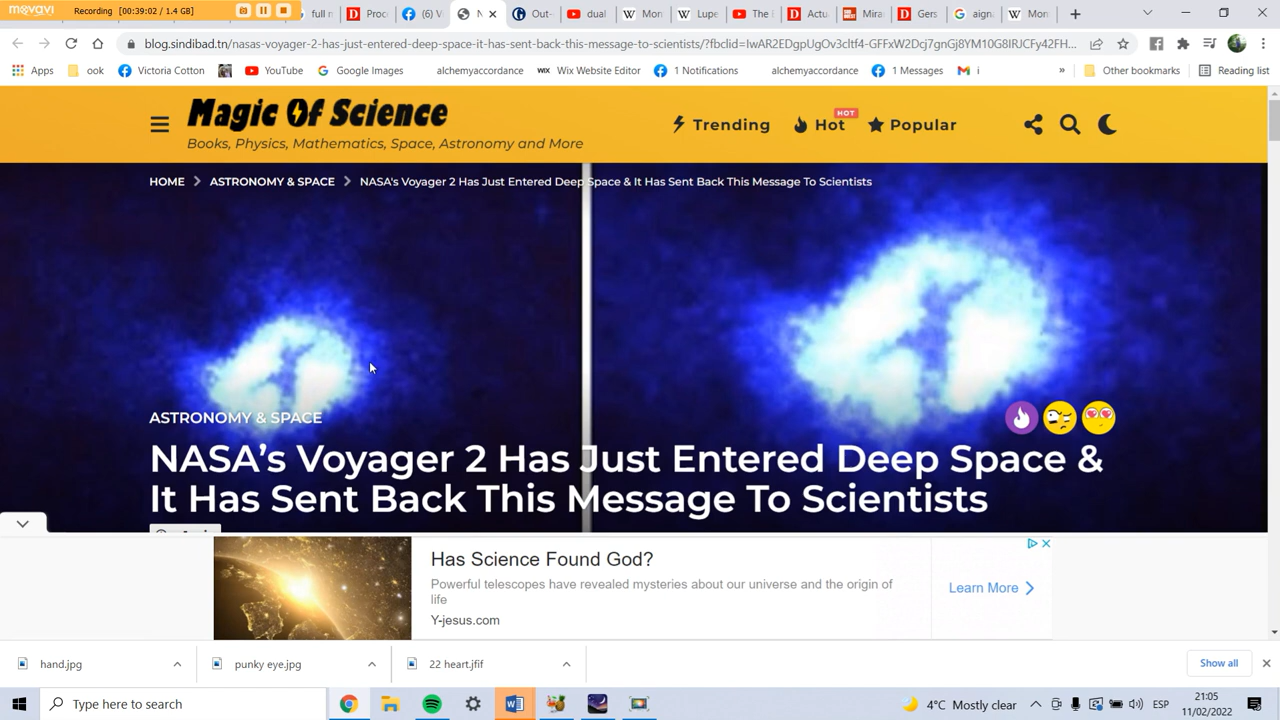 movavi
Recording [00:39:02 / 1.4 GB]
full n
Proc
(6) V
N
Out-
dual
Mon
Lupe
The E
Actu
Mira
Gers
aign
Mon
blog.sindibad.tn/nasas-voyager-2-has-just-entered-deep-space-it-hasent-back-this-message-to-scientists/?fbclid=
Apps
ook
Victoria Cotton
YouTube
Google Images
alchemyaccordance
WIX
Wix Website Editor
1 Notifications
alchemyaccordance
1 Messages
i
»
Other bookmarks
Reading list
Magic Of Science
Books, Physics, Mathematics, Space, Astronomy and More
Trending
Hot
HOT
Popular
HOME > ASTRONOMY & SPACE > NASA's Voyager 2 Has Just Entered Deep Space & It Has Sent Back This Message To Scientists
ASTRONOMY & SPACE
NASA's Voyager 2 Has Just Entered Deep Space &
It Has Sent Back This Message To Scientists
Has Science Found God?
Powerful telescopes have revealed mysteries about our universe and the origin of
life
Y-jesus.com
Learn More
hand.jpg
punky eye.jpg
22 heart.jfif
Show all
Type here to search
4°C Mostly clear
ESP
21:05
11/02/2022